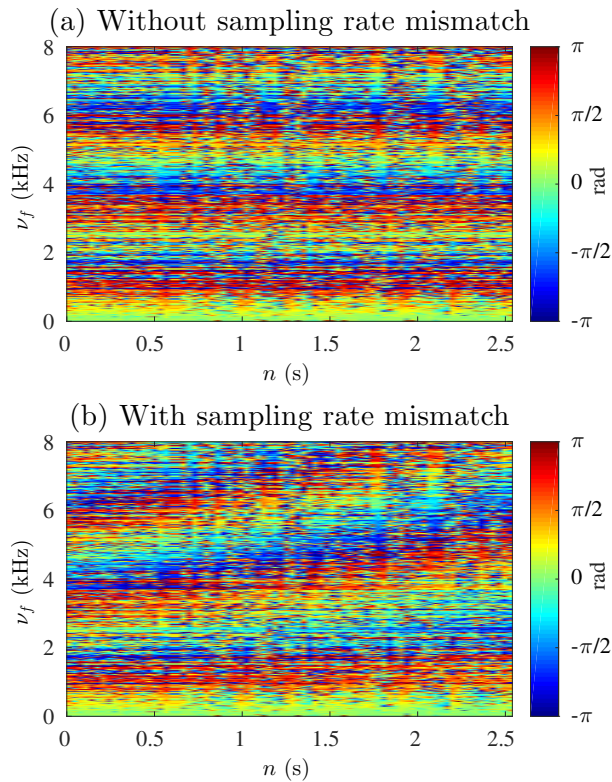 (a) Without sampling rate mismatch
8
6
4
2
0
ν_f (kHz)
0 0.5 1 1.5 2 2.5
n (s)
π
π/2
0
-π/2
-π
rad
(b) With sampling rate mismatch
8
6
4
2
0
ν_f (kHz)
0 0.5 1 1.5 2 2.5
n (s)
π
π/2
0
-π/2
-π
rad